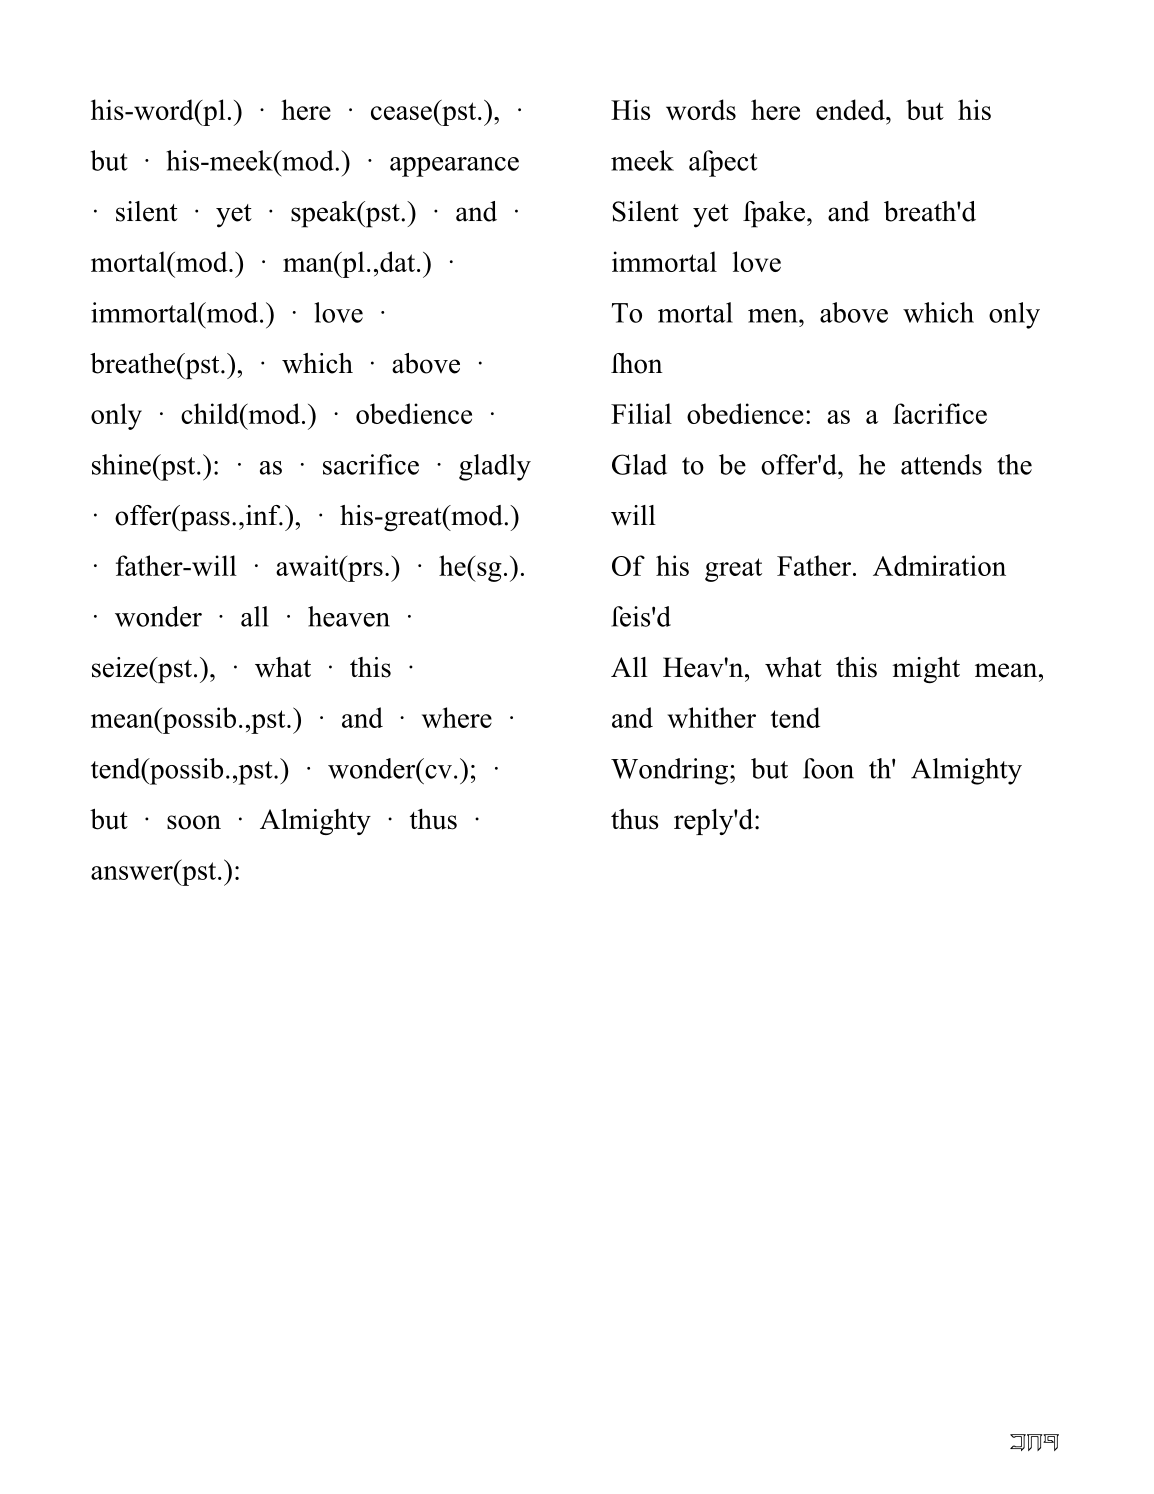 his-word(pl.) · here · cease(pst.), ·
but · his-meek(mod.) · appearance
· silent · yet · speak(pst.) · and ·
mortal(mod.) · man(pl.,dat.) ·
immortal(mod.) · love ·
breathe(pst.), · which · above ·
only · child(mod.) · obedience ·
shine(pst.): · as · sacrifice · gladly
· offer(pass.,inf.), · his-great(mod.)
· father-will · await(prs.) · he(sg.).
· wonder · all · heaven ·
seize(pst.), · what · this ·
mean(possib.,pst.) · and · where ·
tend(possib.,pst.) · wonder(cv.); ·
but · soon · Almighty · thus ·
answer(pst.):
His words here ended, but his
meek aſpect
Silent yet ſpake, and breath'd
immortal love
To mortal men, above which only
ſhon
Filial obedience: as a ſacrifice
Glad to be offer'd, he attends the
will
Of his great Father. Admiration
ſeis'd
All Heav'n, what this might mean,
and whither tend
Wondring; but ſoon th' Almighty
thus reply'd: